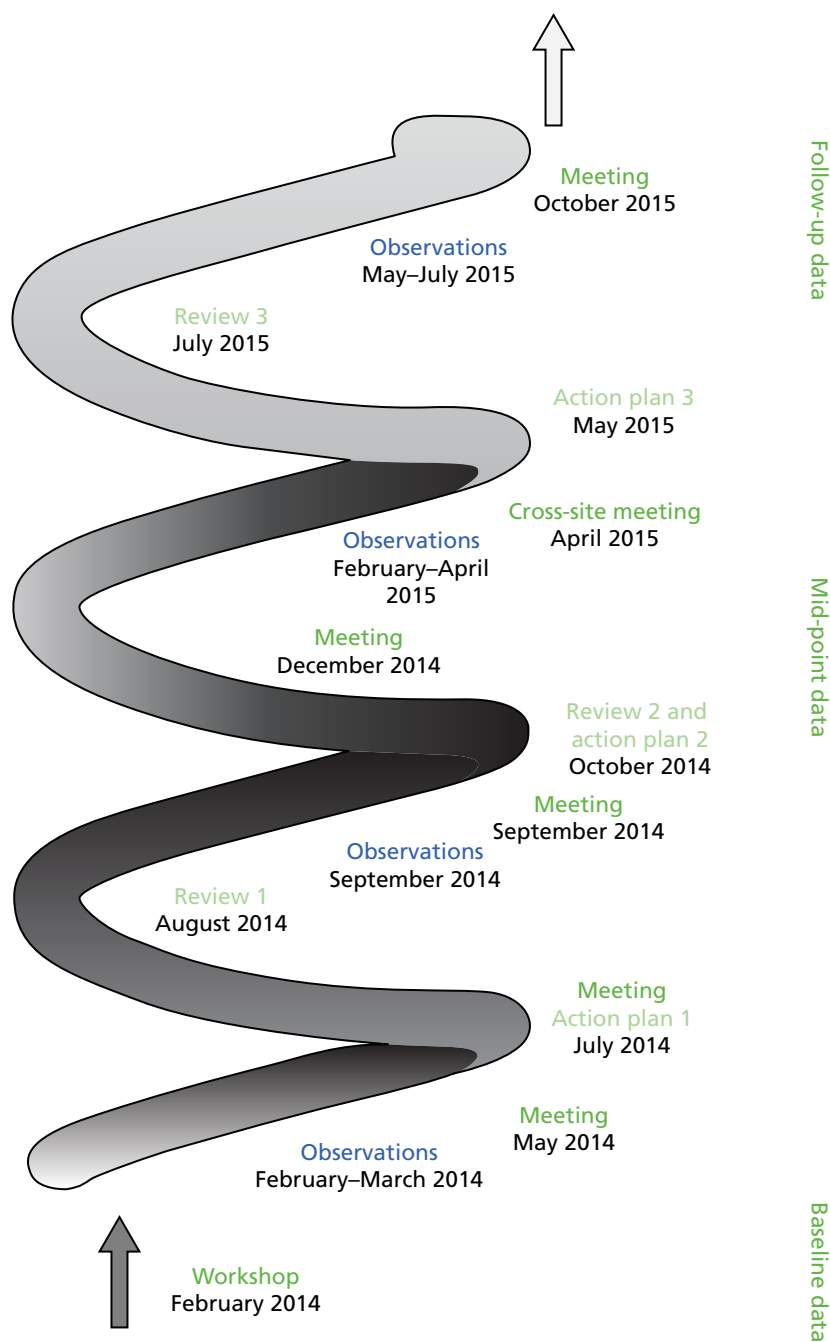 Meeting
October 2015
Observations
May–July 2015
Review 3
July 2015
Action plan 3
May 2015
Cross-site meeting
April 2015
Observations
February–April
2015
Meeting
December 2014
Review 2 and
action plan 2
October 2014
Meeting
September 2014
Observations
September 2014
Review 1
August 2014
Meeting
Action plan 1
July 2014
Meeting
May 2014
Observations
February–March 2014
Workshop
February 2014
Follow-up data
Mid-point data
Baseline data